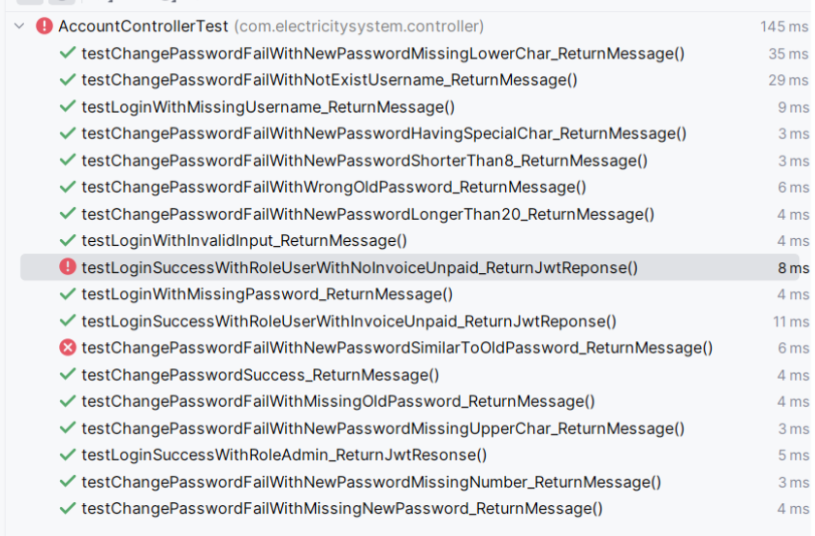 AccountControllerTest (com.electricitysystem.controller) 145 ms
testChangePasswordFailWithNewPasswordMissingLowerChar_ReturnMessage() 35 ms
testChangePasswordFailWithNotExistUsername_ReturnMessage() 29 ms
testLoginWithMissingUsername_ReturnMessage() 9 ms
testChangePasswordFailWithNewPasswordHavingSpecialChar_ReturnMessage() 3 ms
testChangePasswordFailWithNewPasswordShorterThan8_ReturnMessage() 3 ms
testChangePasswordFailWithWrongOldPassword_ReturnMessage() 6 ms
testChangePasswordFailWithNewPasswordLongerThan20_ReturnMessage() 4 ms
testLoginWithInvalidInput_ReturnMessage() 4 ms
testLoginSuccessWithRoleUserWithNoInvoiceUnpaid_ReturnJwtReponse() 8 ms
testLoginWithMissingPassword_ReturnMessage() 4 ms
testLoginSuccessWithRoleUserWithInvoiceUnpaid_ReturnJwtReponse() 11 ms
testChangePasswordFailWithNewPasswordSimilarToOldPassword_ReturnMessage() 6 ms
testChangePasswordSuccess_ReturnMessage() 4 ms
testChangePasswordFailWithMissingOldPassword_ReturnMessage() 4 ms
testChangePasswordFailWithNewPasswordMissingUpperChar_ReturnMessage() 3 ms
testLoginSuccessWithRoleAdmin_ReturnJwtResonse() 5 ms
testChangePasswordFailWithNewPasswordMissingNumber_ReturnMessage() 3 ms
testChangePasswordFailWithMissingNewPassword_ReturnMessage() 4 ms